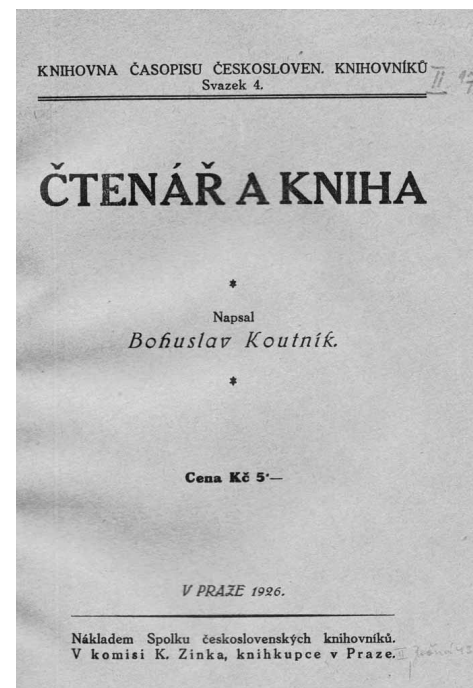 KNIHOVNA ČASOPISU ČESKOSLOVEN. KNIHOVNÍKŮ
Svazek 4.
II
ČTENÁŘ A KNIHA
*
Napsal
Bohuslav Koutník.
*
Cena Kč 5·—
V PRAZE 1926.
Nákladem Spolku československých knihovníků.
V komisi K. Zinka, knihkupce v Praze.